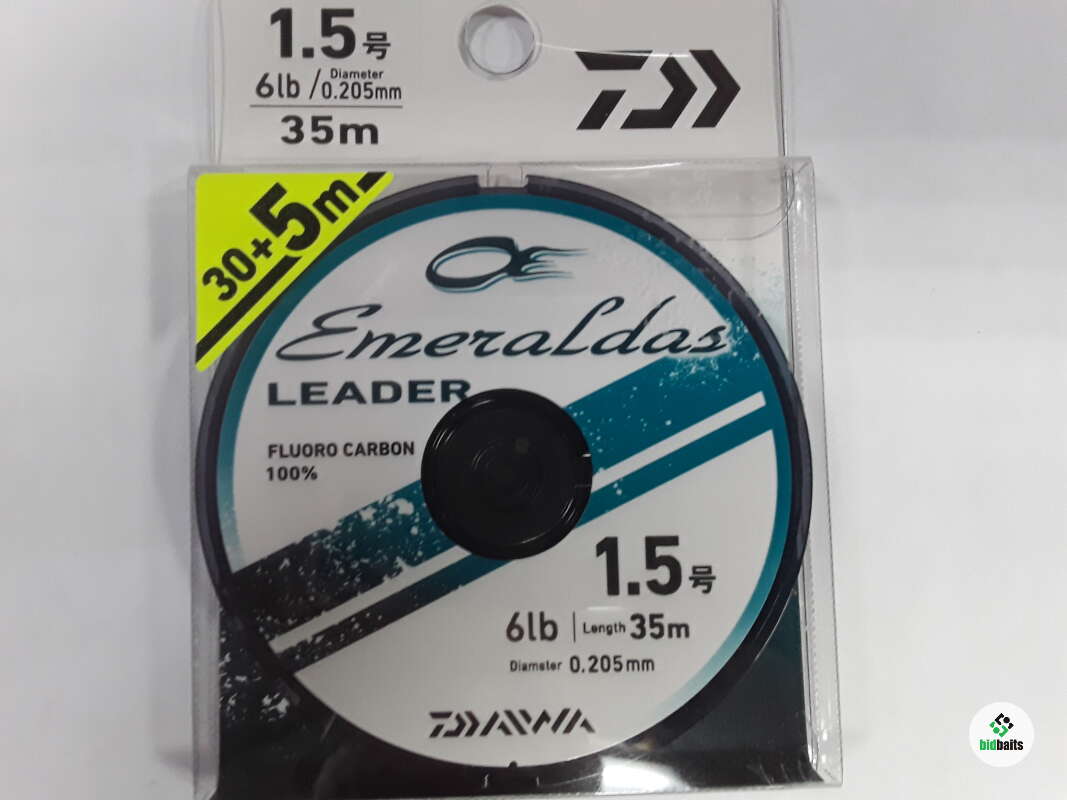 1.5号
6lb / Diameter 0.205mm
35m
30+5m
Emeraldas
LEADER
FLUORO CARBON
100%
1.5号
6lb | Length 35m
Diameter 0.205mm
DAIWA
bidbaits